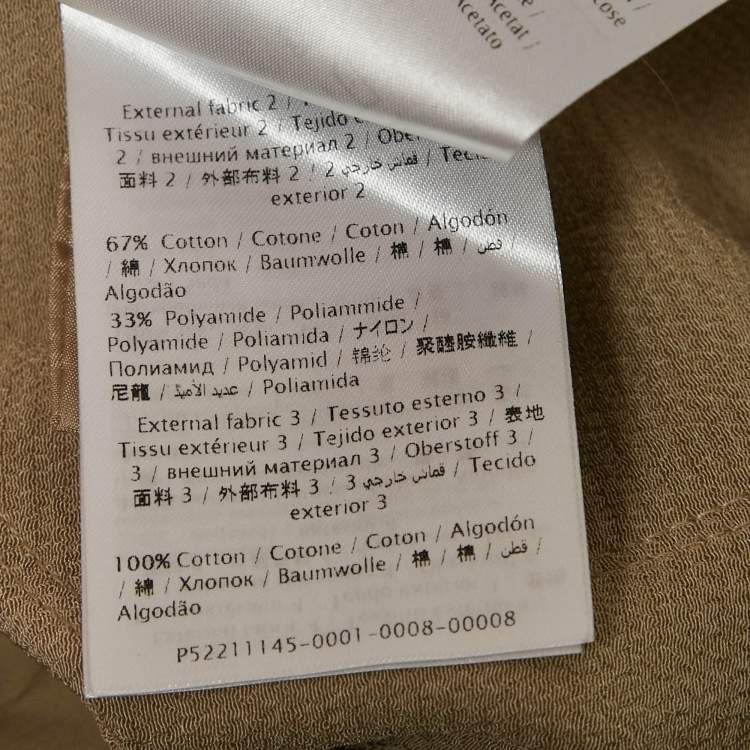 cose
Acetat /
Acetato
External fabric 2 /
Tissu extérieur 2 / Tejido
2 / внешний материал 2 /
面料 2 / 外部布料 2 / 2 قماش خارجي /
exterior 2
67% Cotton / Cotone / Coton / Algodón
/ 綿 / Хлопок / Baumwolle / 棉 / 棉 / قطن /
Algodão
33% Polyamide / Poliammide /
Polyamide / Poliamida / ナイロン /
Полиамид / Polyamid / 锦纶 / 聚醯胺纖維 /
尼龍 / عديد الأميد / Poliamida
External fabric 3 / Tessuto esterno 3 /
Tissu extérieur 3 / Tejido exterior 3 / 表地
3 / внешний материал 3 / Oberstoff 3 /
面料 3 / 外部布料 3 / 3 قماش خارجي / Tecido
exterior 3
100% Cotton / Cotone / Coton / Algodón
/ 綿 / Хлопок / Baumwolle / 棉 / 棉 / قطن /
Algodão
P52211145-0001-0008-00008